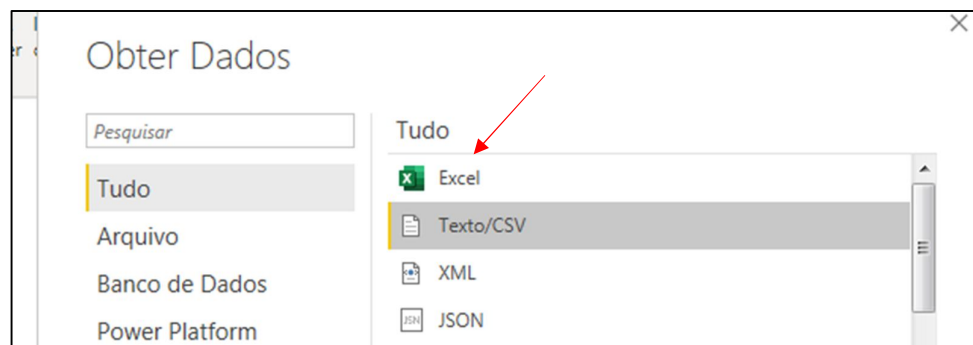 Obter Dados
Pesquisar
Tudo
Arquivo
Banco de Dados
Power Platform
Tudo
Excel
Texto/CSV
XML
JSON